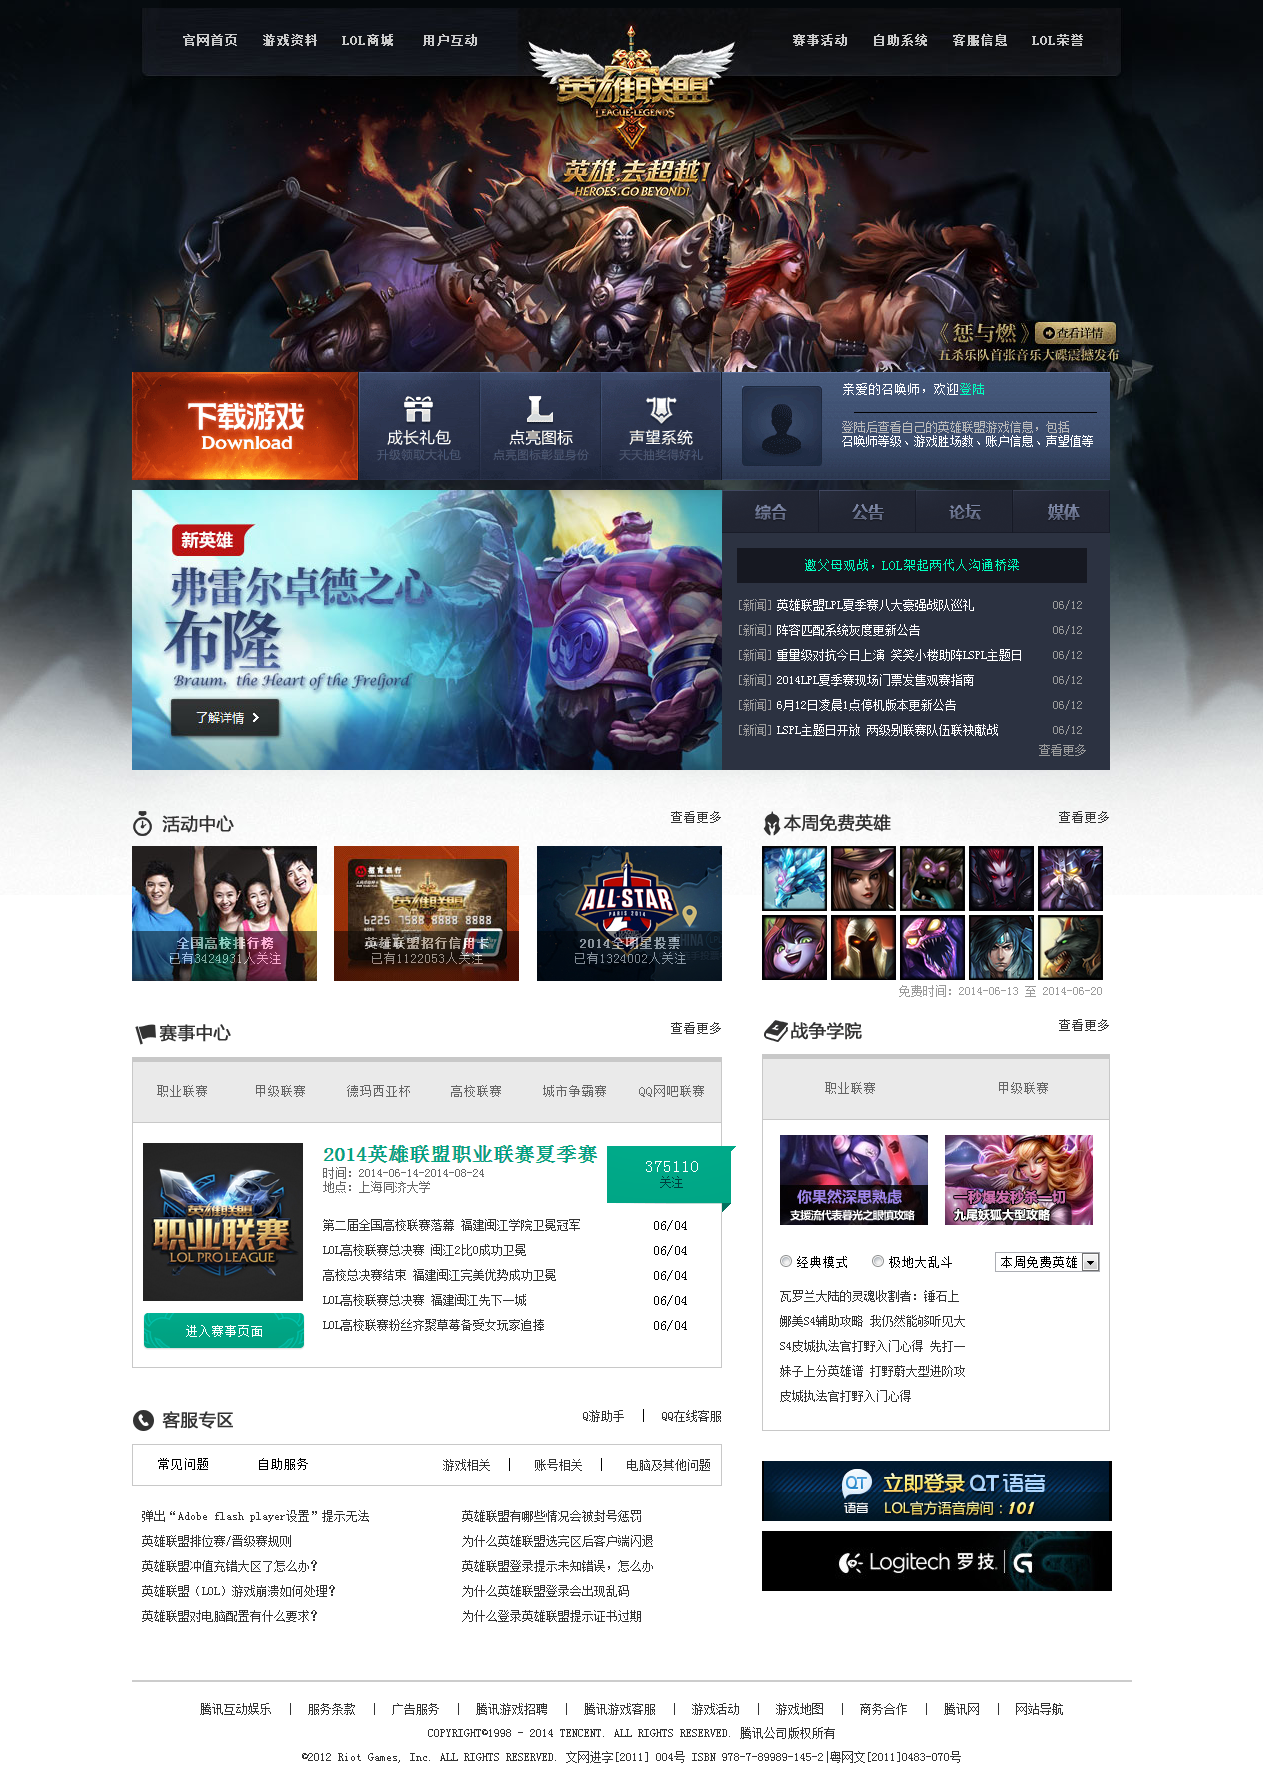 官网首页 游戏资料 LOL商城 用户互动 赛事活动 自助系统 客服信息 LOL荣誉
英雄联盟
LEAGUE OF LEGENDS
英雄,去超越!
HEROES,GO BEYOND!
《惩与燃》 查看详情
五杀乐队首张音乐大碟震撼发布
下载游戏
Download
成长礼包
升级领取大礼包
点亮图标
点亮图标彰显身份
声望系统
天天抽奖得好礼
亲爱的召唤师，欢迎登陆
登陆后查看自己的英雄联盟游戏信息，包括
召唤师等级、游戏胜场数、账户信息、声望值等
新英雄
弗雷尔卓德之心
布隆
Braum, the Heart of the Freljord
了解详情
综合 公告 论坛 媒体
邀父母观战，LOL架起两代人沟通桥梁
[新闻] 英雄联盟LPL夏季赛八大豪强战队巡礼 06/12
[新闻] 阵容匹配系统灰度更新公告 06/12
[新闻] 重量级对抗今日上演 笑笑小楼助阵LSPL主题日 06/12
[新闻] 2014LPL夏季赛现场门票发售观赛指南 06/12
[新闻] 6月12日凌晨1点停机版本更新公告 06/12
[新闻] LSPL主题日开放 两级别联赛队伍联袂献战 06/12
查看更多
活动中心 查看更多
全国高校排行榜
已有3424931人关注
招商银行
英雄联盟
6225 7588 8888 8888
英雄联盟招行信用卡
已有1122053人关注
ALL-STAR
PARIS 2014
2014全明星投票
已有1324002人关注
本周免费英雄 查看更多
免费时间：2014-06-13 至 2014-06-20
赛事中心 查看更多
职业联赛 甲级联赛 德玛西亚杯 高校联赛 城市争霸赛 QQ网吧联赛
英雄联盟
职业联赛
LOL PRO LEAGUE
进入赛事页面
2014英雄联盟职业联赛夏季赛
时间：2014-06-14-2014-08-24
地点：上海同济大学
375110
关注
第二届全国高校联赛落幕 福建闽江学院卫冕冠军 06/04
LOL高校联赛总决赛 闽江2比0成功卫冕 06/04
高校总决赛结束 福建闽江完美优势成功卫冕 06/04
LOL高校联赛总决赛 福建闽江先下一城 06/04
LOL高校联赛粉丝齐聚草莓备受女玩家追捧 06/04
战争学院 查看更多
职业联赛 甲级联赛
你果然深思熟虑
支援流代表暮光之眼慎攻略
一秒爆发秒杀一切
九尾妖狐大型攻略
经典模式 极地大乱斗 本周免费英雄
瓦罗兰大陆的灵魂收割者：锤石上
娜美S4辅助攻略 我仍然能够听见大
S4皮城执法官打野入门心得 先打一
妹子上分英雄谱 打野蔚大型进阶攻
皮城执法官打野入门心得
客服专区 Q游助手 | QQ在线客服
常见问题 自助服务 游戏相关 | 账号相关 | 电脑及其他问题
弹出“Adobe flash player设置”提示无法
英雄联盟排位赛/晋级赛规则
英雄联盟冲值充错大区了怎么办？
英雄联盟（LOL）游戏崩溃如何处理？
英雄联盟对电脑配置有什么要求？
英雄联盟有哪些情况会被封号惩罚
为什么英雄联盟选完区后客户端闪退
英雄联盟登录提示未知错误，怎么办
为什么英雄联盟登录会出现乱码
为什么登录英雄联盟提示证书过期
QT
语音
立即登录 QT 语音
LOL官方语音房间：101
Logitech 罗技 | G
腾讯互动娱乐 | 服务条款 | 广告服务 | 腾讯游戏招聘 | 腾讯游戏客服 | 游戏活动 | 游戏地图 | 商务合作 | 腾讯网 | 网站导航
COPYRIGHT©1998 - 2014 TENCENT. ALL RIGHTS RESERVED. 腾讯公司版权所有
©2012 Riot Games, Inc. ALL RIGHTS RESERVED. 文网进字[2011] 004号 ISBN 978-7-89989-145-2|粤网文[2011]0483-070号